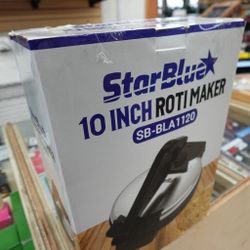 StarBlue
10 INCH ROTI MAKER
SB-BLA1120